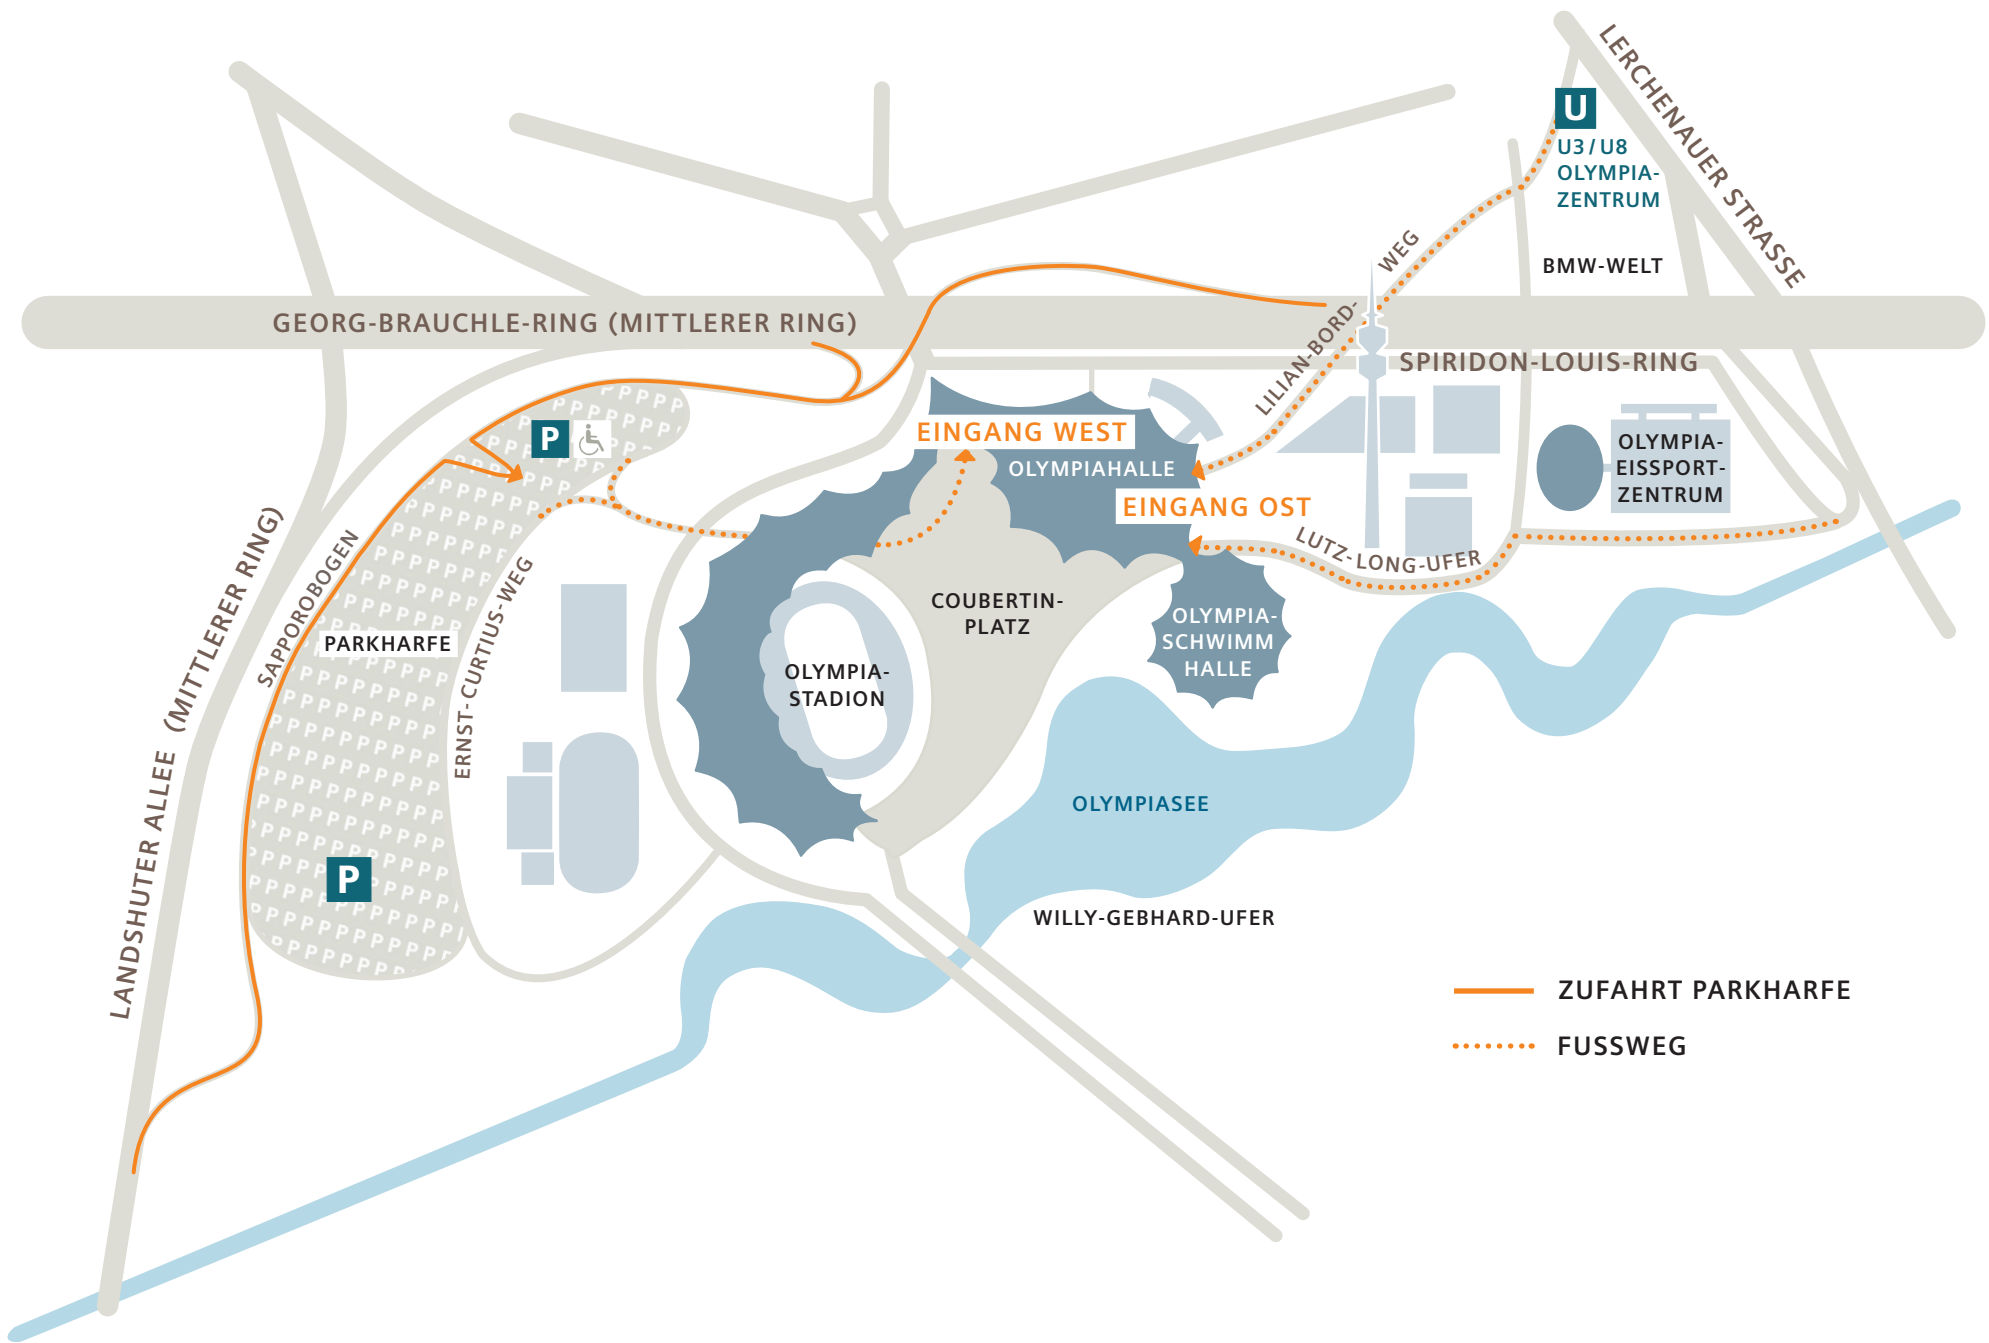 LERCHENAUER STRASSE
U
U3 / U8
OLYMPIA-
ZENTRUM
WEG
BMW-WELT
GEORG-BRAUCHLE-RING (MITTLERER RING)
LILIAN-BORD-
SPIRIDON-LOUIS-RING
P
EINGANG WEST
OLYMPIAHALLE
OLYMPIA-
EISSPORT-
ZENTRUM
EINGANG OST
LUTZ-LONG-UFER
SAPPOROBOGEN
LANDSHUTER ALLEE (MITTLERER RING)
ERNST-CURTIUS-WEG
PARKHARFE
COUBERTIN-
PLATZ
OLYMPIA-
SCHWIMM
HALLE
OLYMPIA-
STADION
OLYMPIASEE
P
WILLY-GEBHARD-UFER
ZUFAHRT PARKHARFE
FUSSWEG